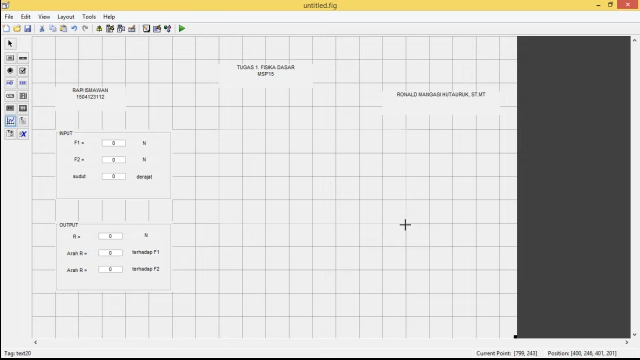 untitled.fig
File Edit View Layout Tools Help
TUGAS 1. FISIKA DASAR
MSP15
RAPI ISMAWAN
1504123112
RONALD MANGASI HUTAURUK, ST.MT
INPUT
F1 = 0 N
F2 = 0 N
sudut 0 derajat
OUTPUT
R = 0 N
Arah R = 0 terhadap F1
Arah R = 0 terhadap F2
Tag: text20 Current Point: [799, 243] Position: [400, 246, 401, 201]